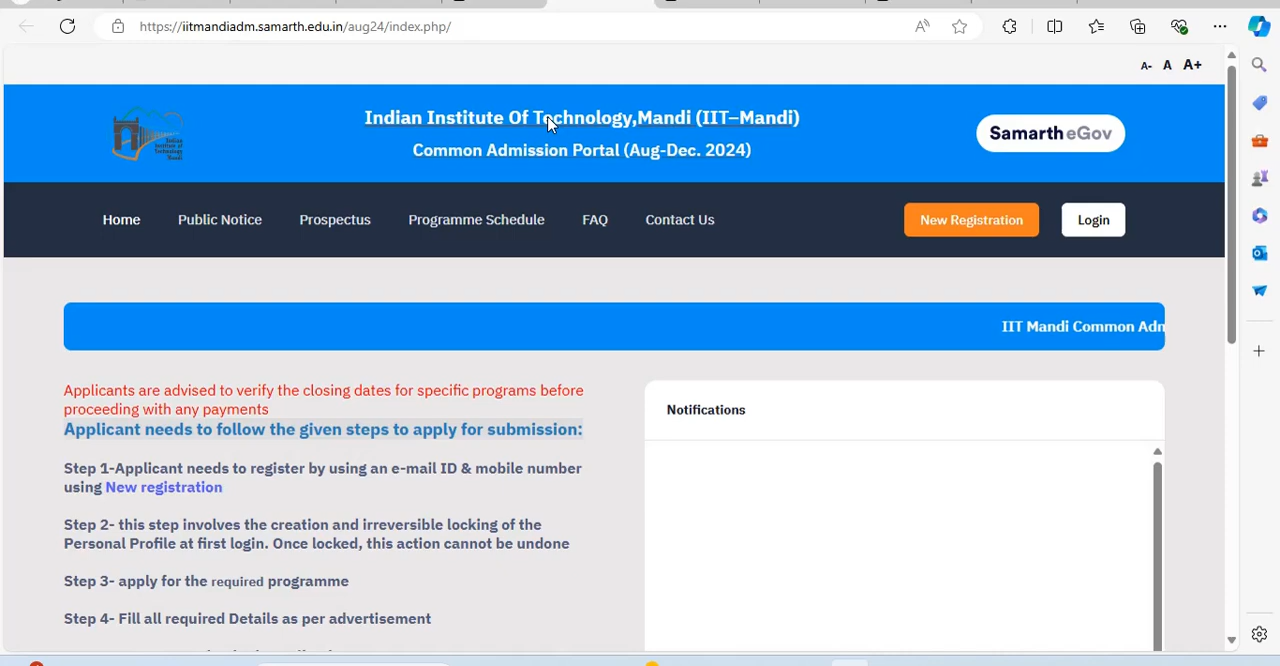 https://iitmandiadm.samarth.edu.in/aug24/index.php/
A- A A+
Indian Institute of Technology Mandi
Indian Institute Of Technology,Mandi (IIT–Mandi)
Common Admission Portal (Aug-Dec. 2024)
Samarth eGov
Home Public Notice Prospectus Programme Schedule FAQ Contact Us New Registration Login
IIT Mandi Common Adm
Applicants are advised to verify the closing dates for specific programs before
proceeding with any payments
Applicant needs to follow the given steps to apply for submission:
Notifications
Step 1-Applicant needs to register by using an e-mail ID & mobile number
using New registration
Step 2- this step involves the creation and irreversible locking of the
Personal Profile at first login. Once locked, this action cannot be undone
Step 3- apply for the required programme
Step 4- Fill all required Details as per advertisement